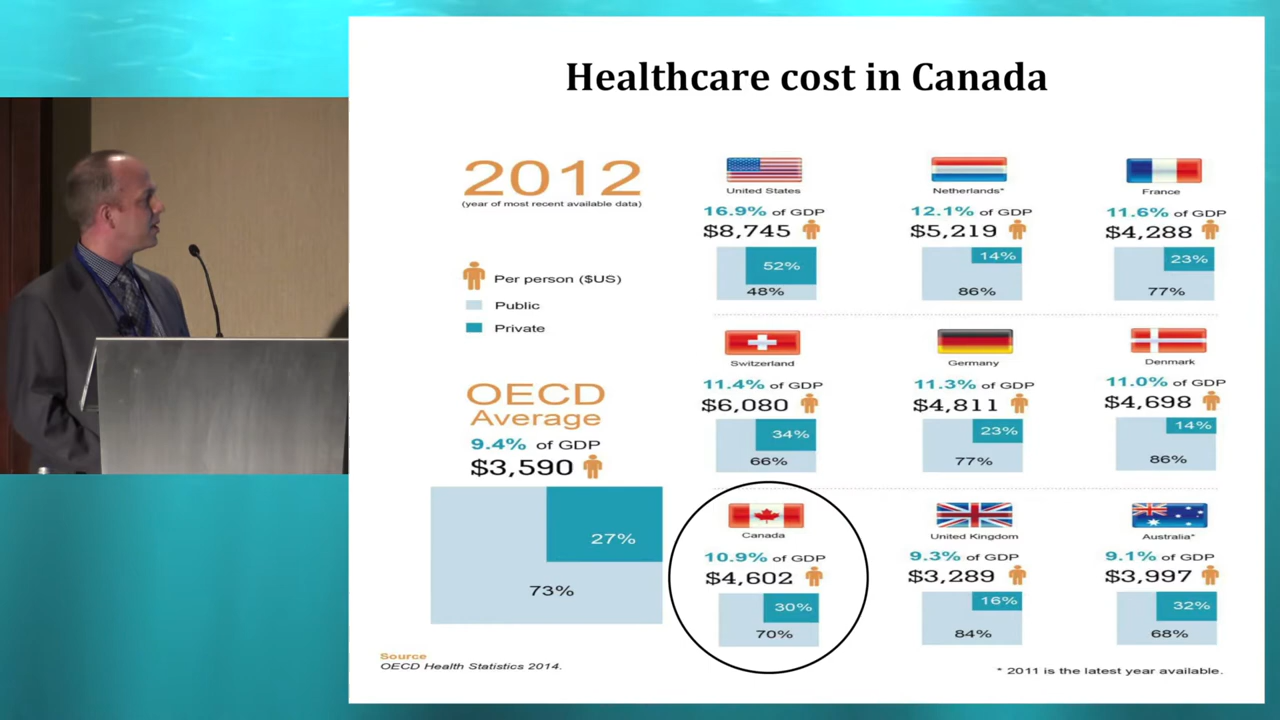 Healthcare cost in Canada
2012
(year of most recent available data)
Per person ($US)
Public
Private
OECD
Average
9.4% of GDP
$3,590
27%
73%
United States
16.9% of GDP
$8,745
52%
48%
Netherlands*
12.1% of GDP
$5,219
14%
86%
France
11.6% of GDP
$4,288
23%
77%
Switzerland
11.4% of GDP
$6,080
34%
66%
Germany
11.3% of GDP
$4,811
23%
77%
Denmark
11.0% of GDP
$4,698
14%
86%
Canada
10.9% of GDP
$4,602
30%
70%
United Kingdom
9.3% of GDP
$3,289
16%
84%
Australia*
9.1% of GDP
$3,997
32%
68%
Source
OECD Health Statistics 2014.
* 2011 is the latest year available.